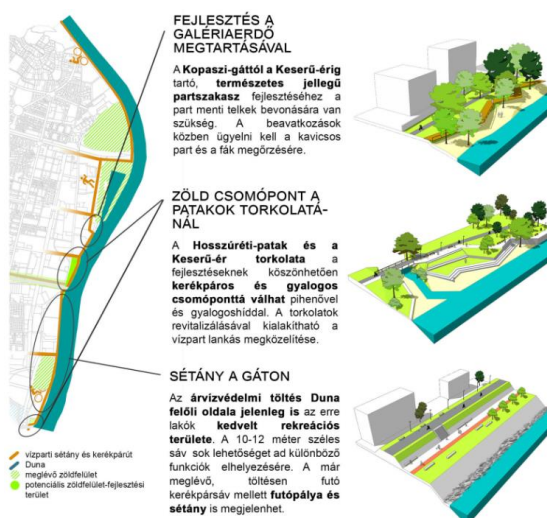 FEJLESZTÉS A
GALÉRIAERDŐ
MEGTARTÁSÁVAL
A Kopaszi-gáttól a Keserű-érig
tartó, természetes jellegű
partszakasz fejlesztéséhez a
part menti telkek bevonására van
szükség. A beavatkozások
közben ügyelni kell a kavicsos
part és a fák megőrzésére.
ZÖLD CSOMÓPONT A
PATAKOK TORKOLATÁ-
NÁL
A Hosszúréti-patak és a
Keserű-ér torkolata a
fejlesztéseknek köszönhetően
kerékpáros és gyalogos
csomóponttá válhat pihenővel
és gyaloghíddal. A torkolatok
revitalizálásával kialakítható a
vízpart lankás megközelítése.
SÉTÁNY A GÁTON
Az árvízvédelmi töltés Duna
felőli oldala jelenleg is az erre
lakók kedvelt rekreációs
területe. A 10-12 méter széles
sáv sok lehetőséget ad különböző
funkciók elhelyezésére. A már
meglévő, töltésen futó
kerékpársáv mellett futópálya és
sétány is megjelenhet.
vízparti sétány és kerékpárút
Duna
meglévő zöldfelület
potenciális zöldfelület-fejlesztési
terület